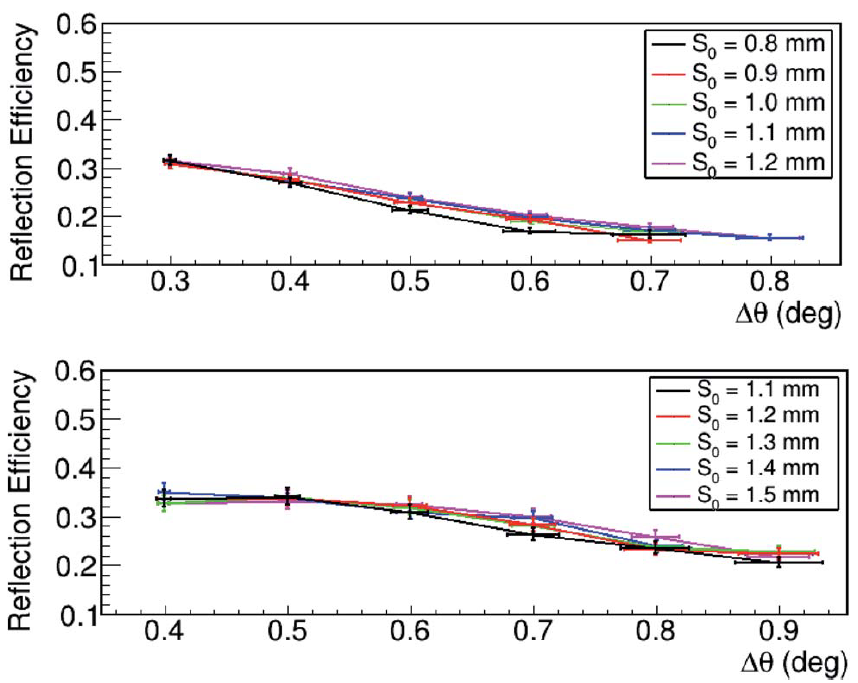 Reflection Efficiency
0.6
0.5
0.4
0.3
0.2
0.1
S0 = 0.8 mm
S0 = 0.9 mm
S0 = 1.0 mm
S0 = 1.1 mm
S0 = 1.2 mm
0.3 0.4 0.5 0.6 0.7 0.8
Δθ (deg)
Reflection Efficiency
0.6
0.5
0.4
0.3
0.2
0.1
S0 = 1.1 mm
S0 = 1.2 mm
S0 = 1.3 mm
S0 = 1.4 mm
S0 = 1.5 mm
0.4 0.5 0.6 0.7 0.8 0.9
Δθ (deg)